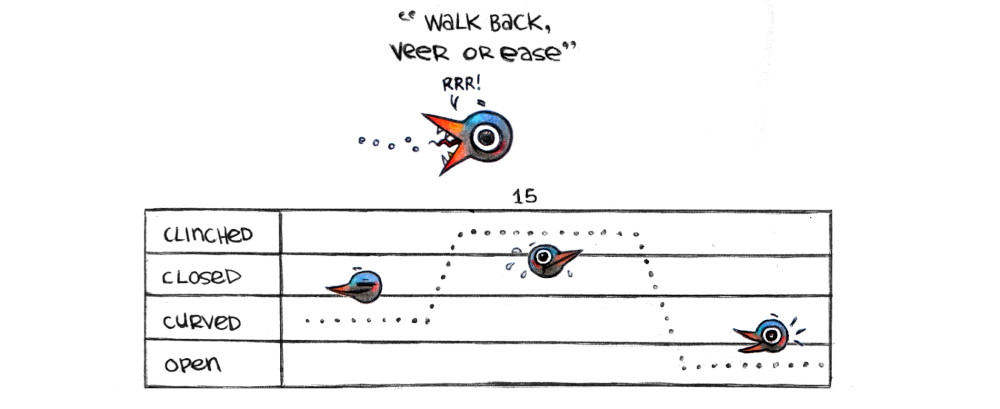 “WALK BACK,
VEER OR EASE”
RRR!
15
CLINCHED
CLOSED
CURVED
OPEN